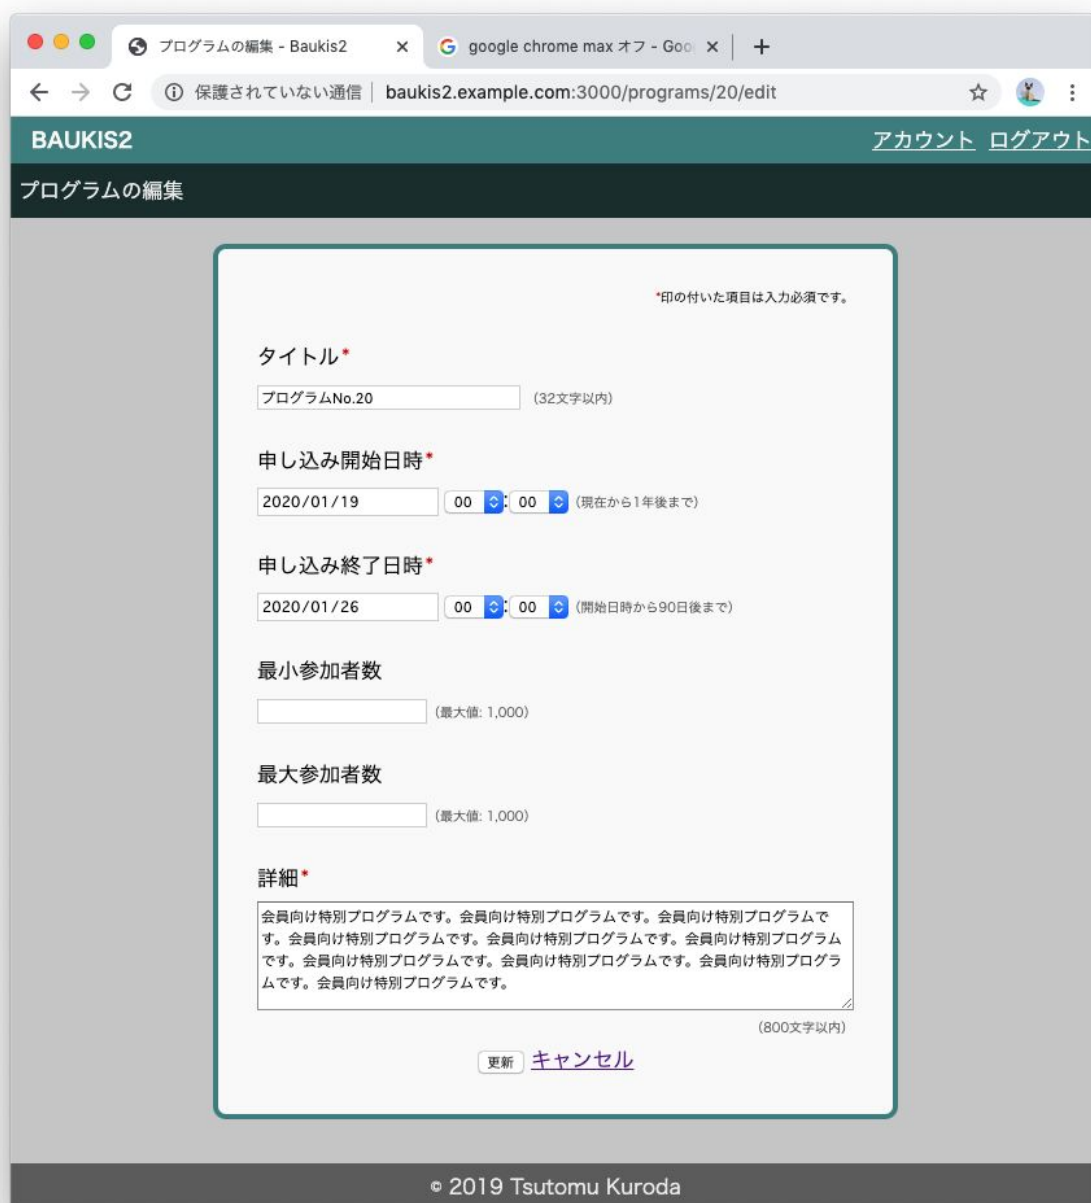 プログラムの編集 - Baukis2
google chrome max オフ - Goo
保護されていない通信 baukis2.example.com:3000/programs/20/edit
BAUKIS2 アカウント ログアウト
プログラムの編集
*印の付いた項目は入力必須です。
タイトル*
プログラムNo.20 (32文字以内)
申し込み開始日時*
2020/01/19 00 : 00 (現在から1年後まで)
申し込み終了日時*
2020/01/26 00 : 00 (開始日時から90日後まで)
最小参加者数
(最大値: 1,000)
最大参加者数
(最大値: 1,000)
詳細*
会員向け特別プログラムです。会員向け特別プログラムです。会員向け特別プログラムで
す。会員向け特別プログラムです。会員向け特別プログラムです。会員向け特別プログラム
です。会員向け特別プログラムです。会員向け特別プログラムです。会員向け特別プログラ
ムです。会員向け特別プログラムです。
(800文字以内)
更新 キャンセル
© 2019 Tsutomu Kuroda